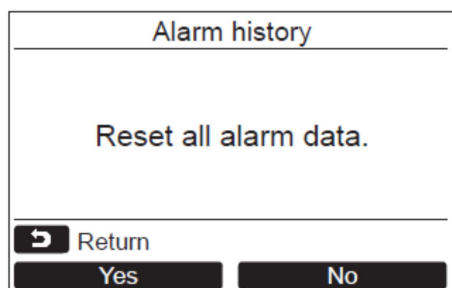 Alarm history
Reset all alarm data.
Return
Yes No